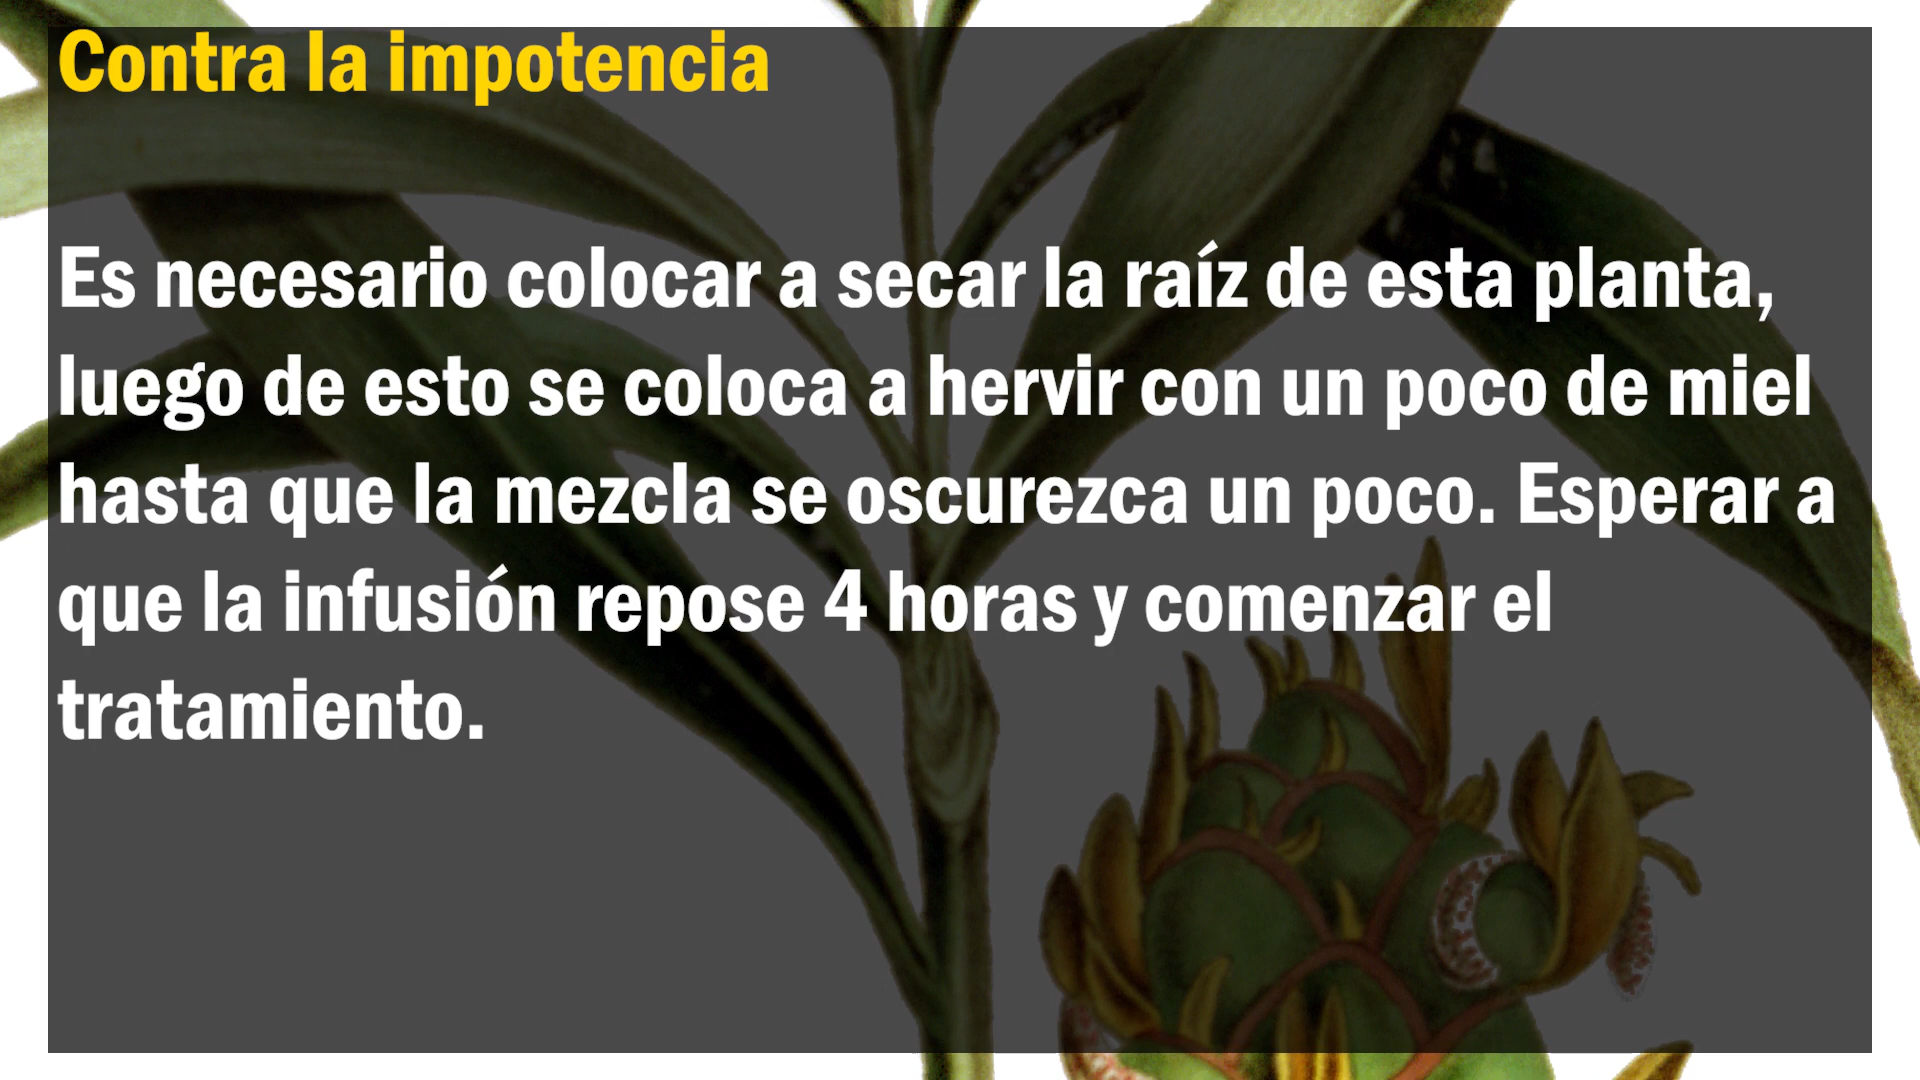 Contra la impotencia
Es necesario colocar a secar la raíz de esta planta,
luego de esto se coloca a hervir con un poco de miel
hasta que la mezcla se oscurezca un poco. Esperar a
que la infusión repose 4 horas y comenzar el
tratamiento.